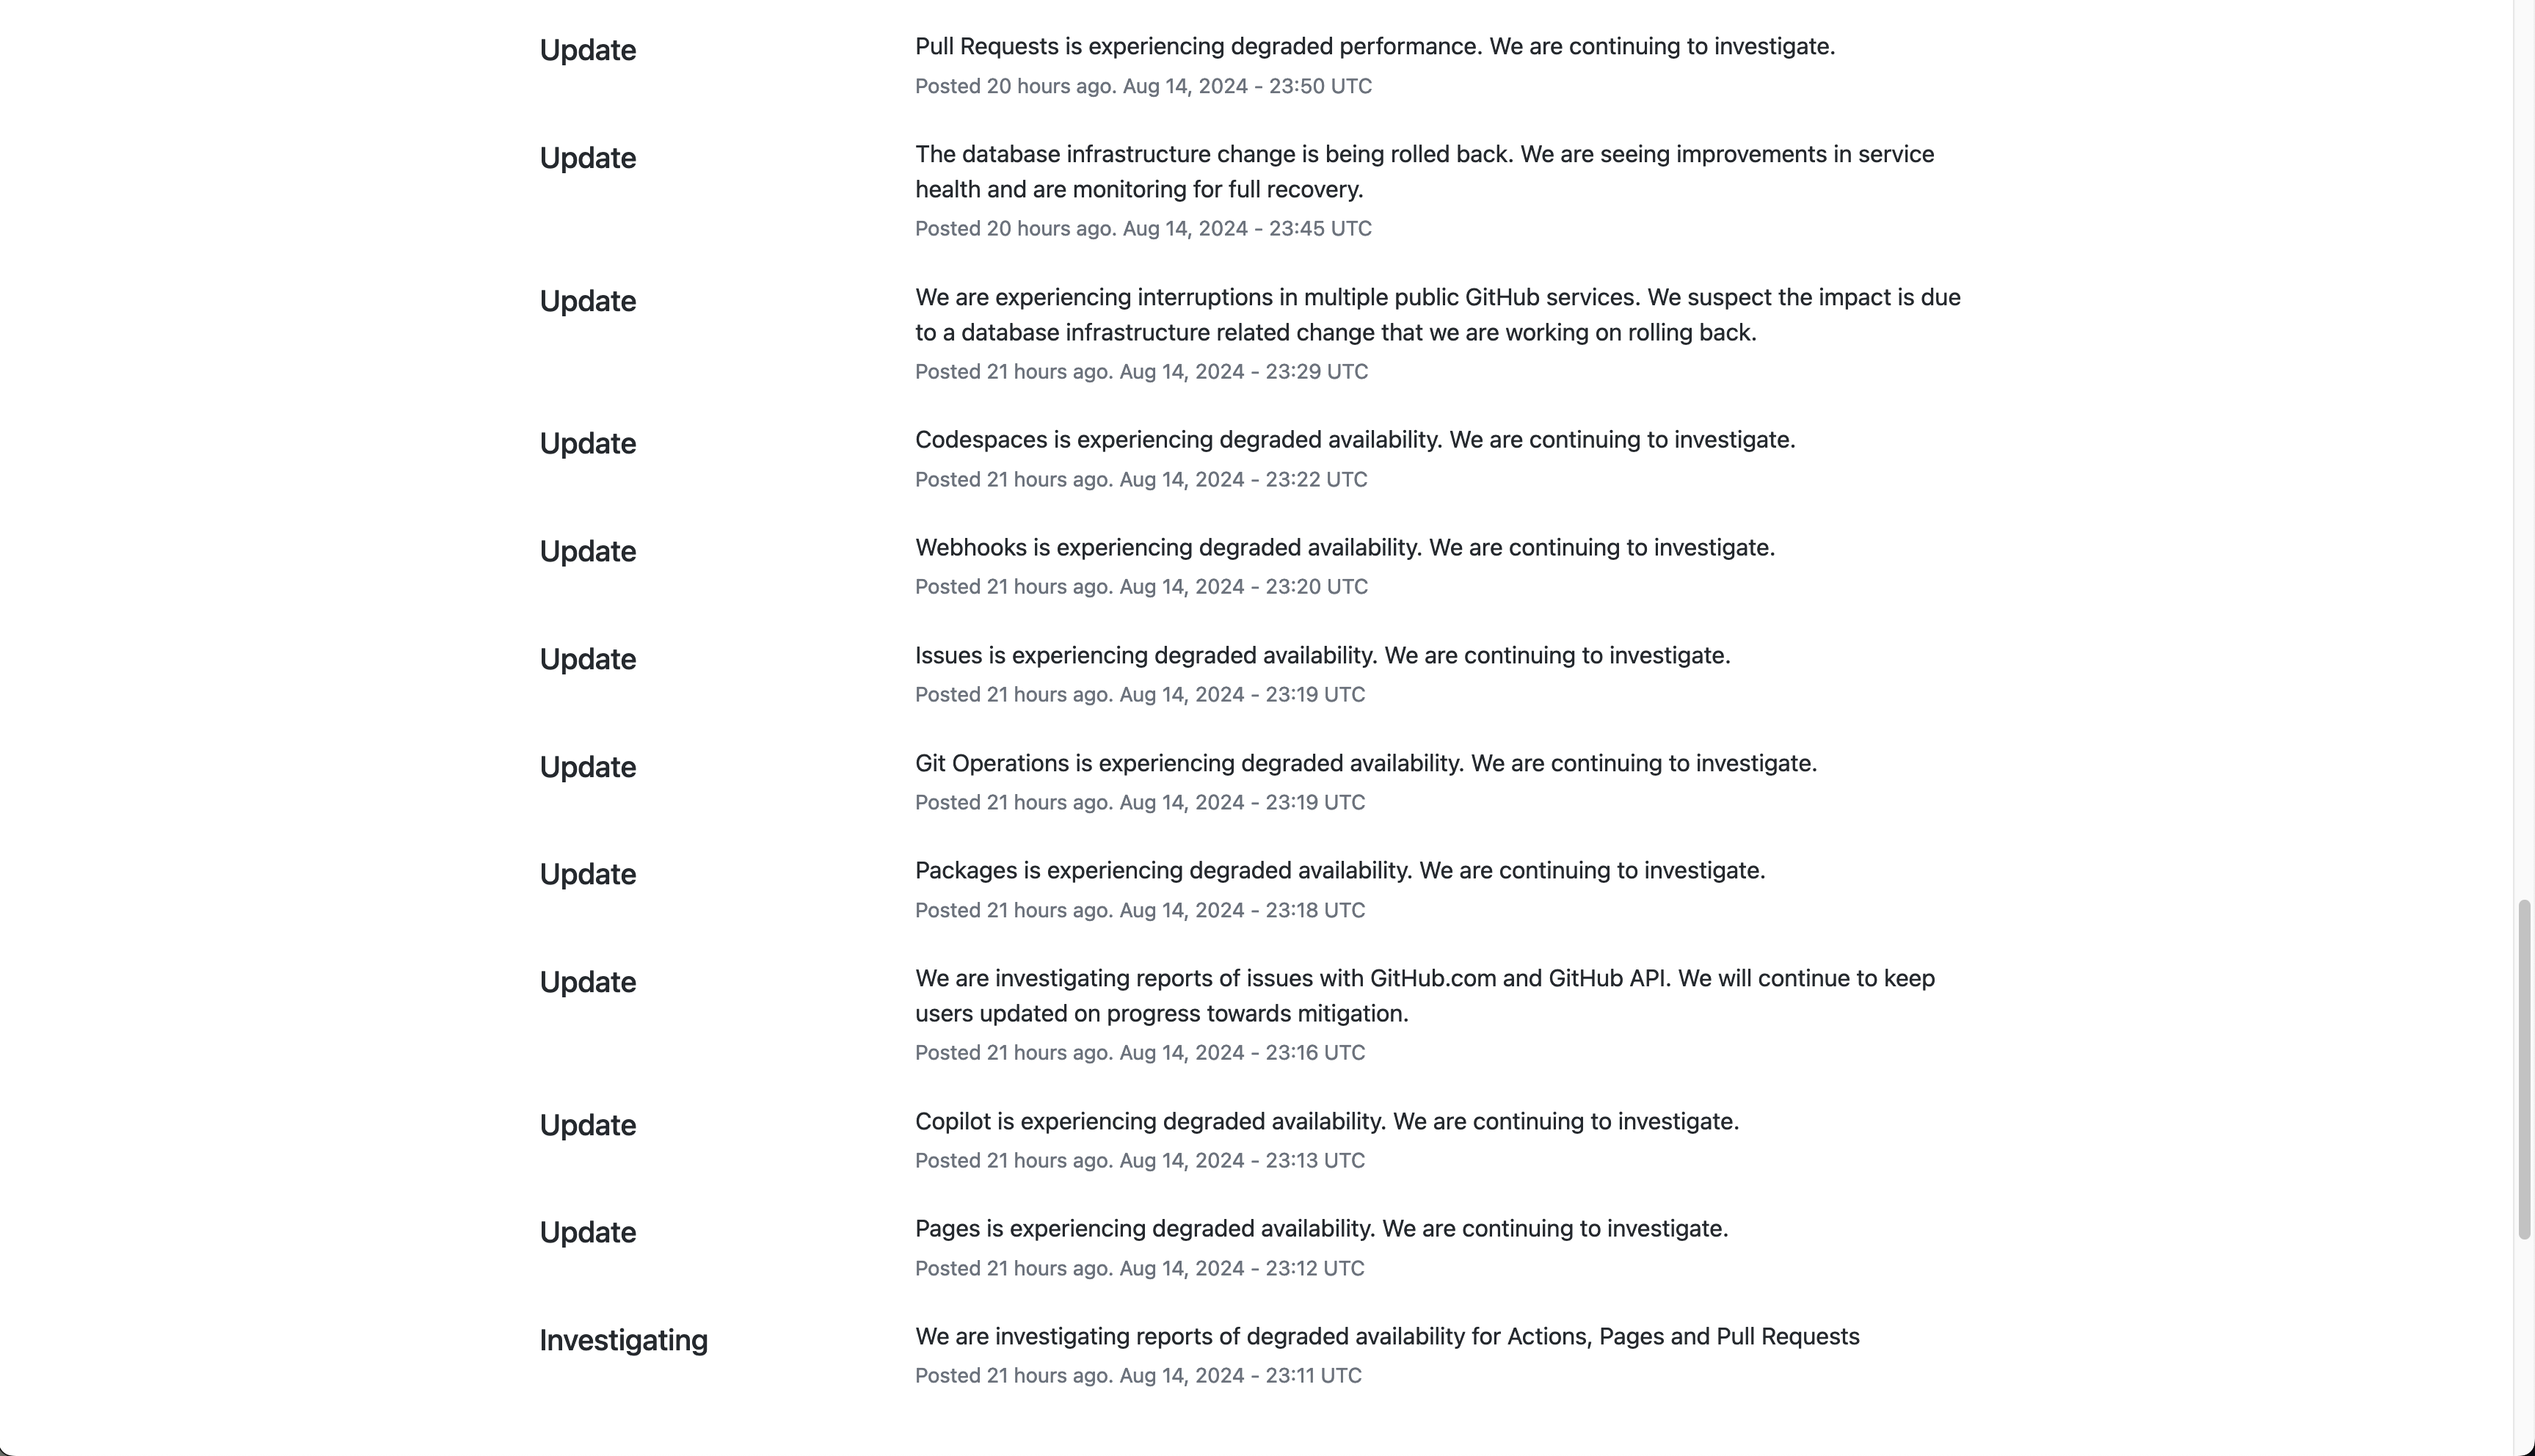 Update
Pull Requests is experiencing degraded performance. We are continuing to investigate.
Posted 20 hours ago. Aug 14, 2024 - 23:50 UTC
Update
The database infrastructure change is being rolled back. We are seeing improvements in service
health and are monitoring for full recovery.
Posted 20 hours ago. Aug 14, 2024 - 23:45 UTC
Update
We are experiencing interruptions in multiple public GitHub services. We suspect the impact is due
to a database infrastructure related change that we are working on rolling back.
Posted 21 hours ago. Aug 14, 2024 - 23:29 UTC
Update
Codespaces is experiencing degraded availability. We are continuing to investigate.
Posted 21 hours ago. Aug 14, 2024 - 23:22 UTC
Update
Webhooks is experiencing degraded availability. We are continuing to investigate.
Posted 21 hours ago. Aug 14, 2024 - 23:20 UTC
Update
Issues is experiencing degraded availability. We are continuing to investigate.
Posted 21 hours ago. Aug 14, 2024 - 23:19 UTC
Update
Git Operations is experiencing degraded availability. We are continuing to investigate.
Posted 21 hours ago. Aug 14, 2024 - 23:19 UTC
Update
Packages is experiencing degraded availability. We are continuing to investigate.
Posted 21 hours ago. Aug 14, 2024 - 23:18 UTC
Update
We are investigating reports of issues with GitHub.com and GitHub API. We will continue to keep
users updated on progress towards mitigation.
Posted 21 hours ago. Aug 14, 2024 - 23:16 UTC
Update
Copilot is experiencing degraded availability. We are continuing to investigate.
Posted 21 hours ago. Aug 14, 2024 - 23:13 UTC
Update
Pages is experiencing degraded availability. We are continuing to investigate.
Posted 21 hours ago. Aug 14, 2024 - 23:12 UTC
Investigating
We are investigating reports of degraded availability for Actions, Pages and Pull Requests
Posted 21 hours ago. Aug 14, 2024 - 23:11 UTC